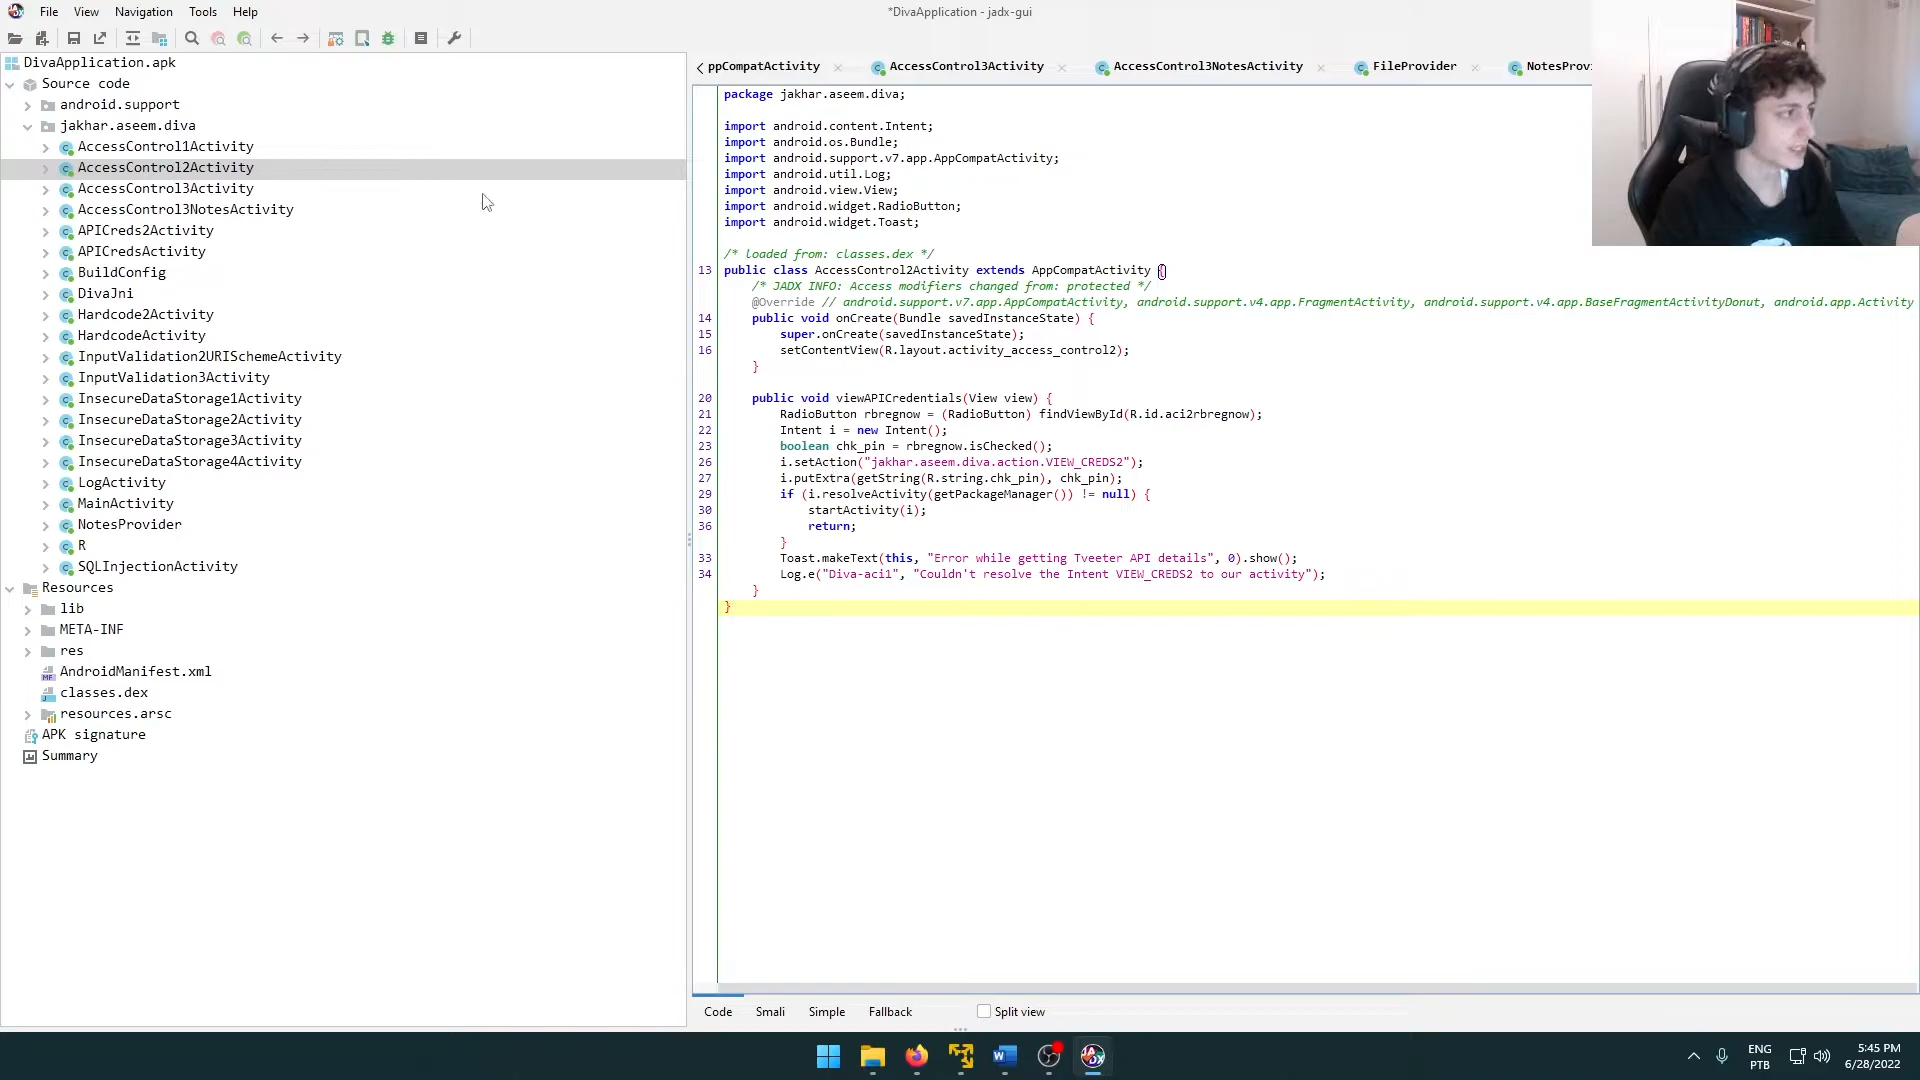 File View Navigation Tools Help
*DivaApplication - jadx-gui
DivaApplication.apk
Source code
android.support
jakhar.aseem.diva
AccessControl1Activity
AccessControl2Activity
AccessControl3Activity
AccessControl3NotesActivity
APICreds2Activity
APICredsActivity
BuildConfig
DivaJni
Hardcode2Activity
HardcodeActivity
InputValidation2URISchemeActivity
InputValidation3Activity
InsecureDataStorage1Activity
InsecureDataStorage2Activity
InsecureDataStorage3Activity
InsecureDataStorage4Activity
LogActivity
MainActivity
NotesProvider
R
SQLInjectionActivity
Resources
lib
META-INF
res
AndroidManifest.xml
classes.dex
resources.arsc
APK signature
Summary
ppCompatActivity AccessControl3Activity AccessControl3NotesActivity FileProvider NotesProvi
package jakhar.aseem.diva;
import android.content.Intent;
import android.os.Bundle;
import android.support.v7.app.AppCompatActivity;
import android.util.Log;
import android.view.View;
import android.widget.RadioButton;
import android.widget.Toast;
/* loaded from: classes.dex */
13 public class AccessControl2Activity extends AppCompatActivity {
/* JADX INFO: Access modifiers changed from: protected */
@Override // android.support.v7.app.AppCompatActivity, android.support.v4.app.FragmentActivity, android.support.v4.app.BaseFragmentActivityDonut, android.app.Activity
14 public void onCreate(Bundle savedInstanceState) {
15 super.onCreate(savedInstanceState);
16 setContentView(R.layout.activity_access_control2);
}
20 public void viewAPICredentials(View view) {
21 RadioButton rbregnow = (RadioButton) findViewById(R.id.aci2rbregnow);
22 Intent i = new Intent();
23 boolean chk_pin = rbregnow.isChecked();
26 i.setAction("jakhar.aseem.diva.action.VIEW_CREDS2");
27 i.putExtra(getString(R.string.chk_pin), chk_pin);
29 if (i.resolveActivity(getPackageManager()) != null) {
30 startActivity(i);
36 return;
}
33 Toast.makeText(this, "Error while getting Tveeter API details", 0).show();
34 Log.e("Diva-aci1", "Couldn't resolve the Intent VIEW_CREDS2 to our activity");
}
}
Code Smali Simple Fallback Split view
ENG
PTB
5:45 PM
6/28/2022